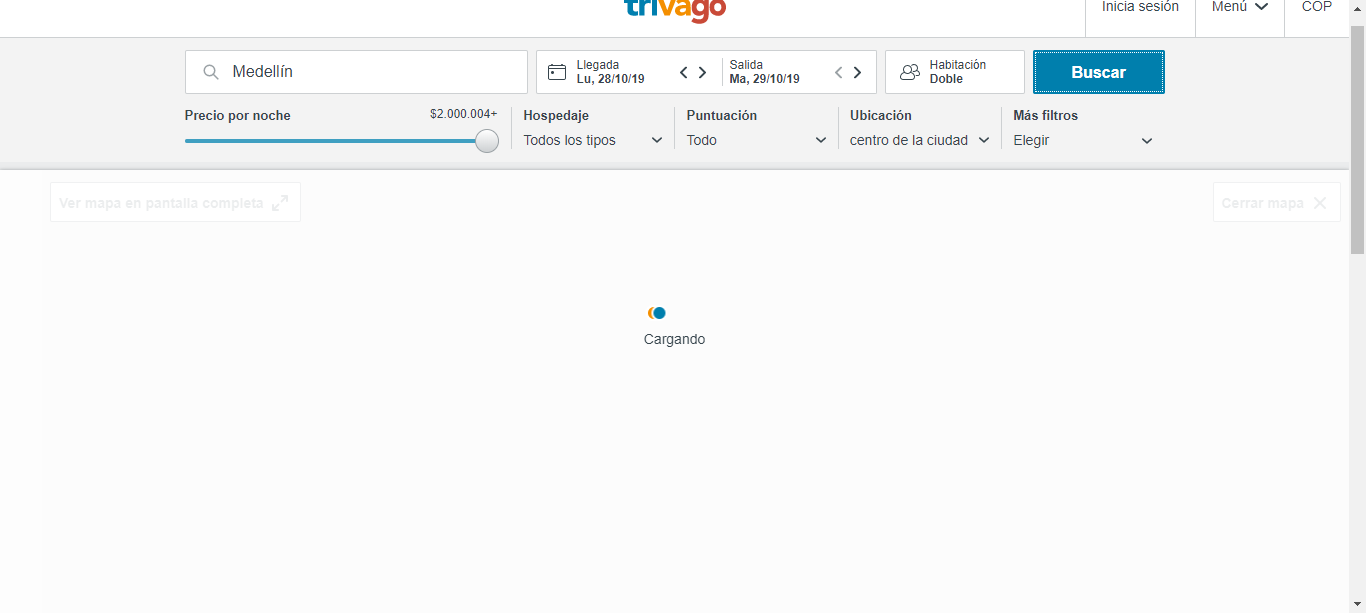 trivago
Inicia sesión
Menú
COP
Medellín
Llegada
Lu, 28/10/19
Salida
Ma, 29/10/19
Habitación
Doble
Buscar
Precio por noche
$2.000.004+
Hospedaje
Todos los tipos
Puntuación
Todo
Ubicación
centro de la ciudad
Más filtros
Elegir
Ver mapa en pantalla completa
Cerrar mapa
Cargando